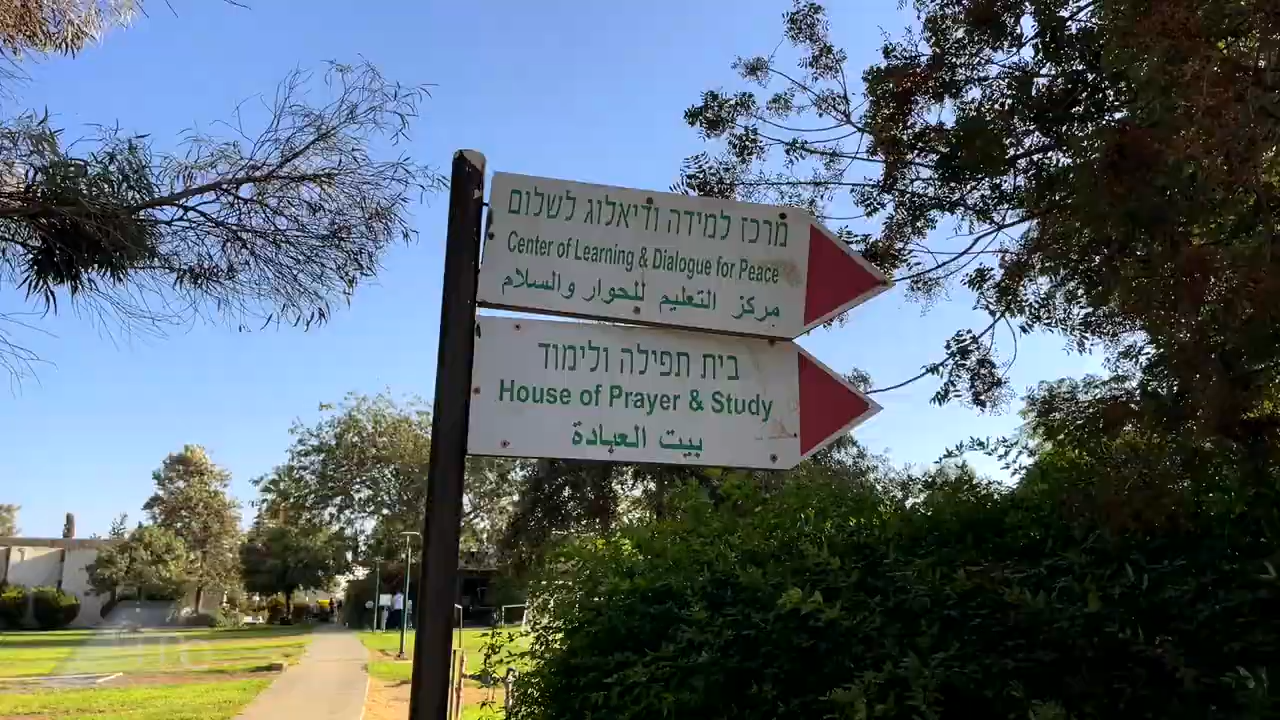 מרכז למידה ודיאלוג לשלום
Center of Learning & Dialogue for Peace
مركز التعليم للحوار والسلام
בית תפילה ולימוד
House of Prayer & Study
بيت العبادة